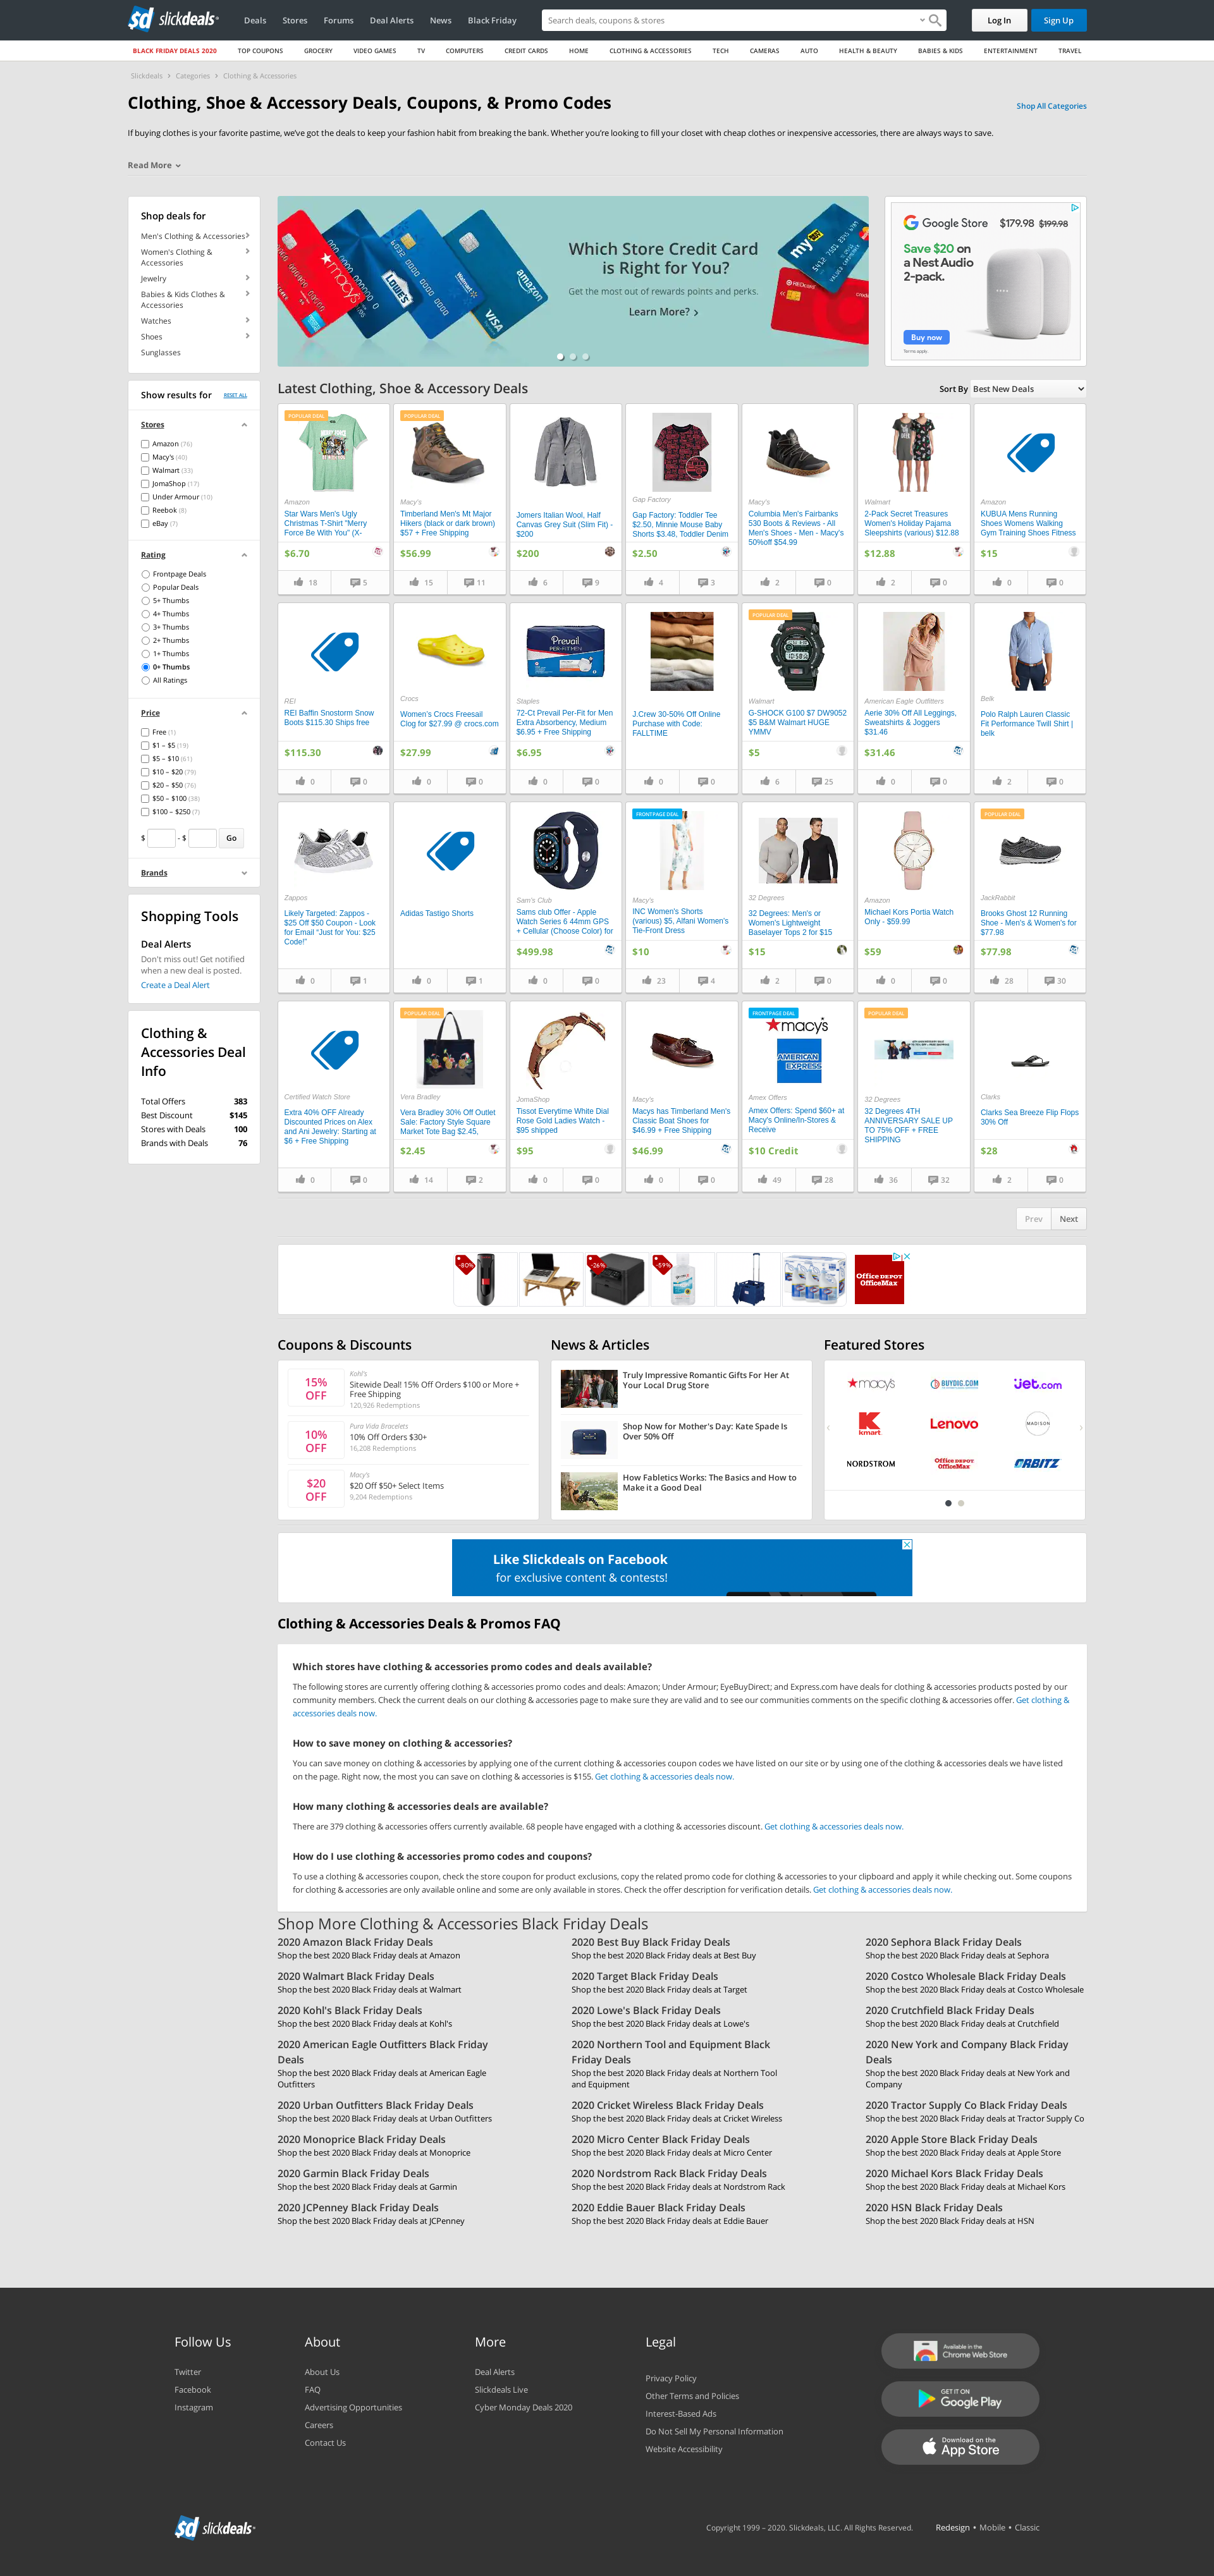 slickdeals
Deals
Stores
Forums
Deal Alerts
News
Black Friday
Search deals, coupons & stores
Log In
Sign Up
BLACK FRIDAY DEALS 2020
TOP COUPONS
GROCERY
VIDEO GAMES
TV
COMPUTERS
CREDIT CARDS
HOME
CLOTHING & ACCESSORIES
TECH
CAMERAS
AUTO
HEALTH & BEAUTY
BABIES & KIDS
ENTERTAINMENT
TRAVEL
Slickdeals > Categories > Clothing & Accessories
Clothing, Shoe & Accessory Deals, Coupons, & Promo Codes
Shop All Categories
If buying clothes is your favorite pastime, we've got the deals to keep your fashion habit from breaking the bank. Whether you're looking to fill your closet with cheap clothes or inexpensive accessories, there are always ways to save.
Read More
Shop deals for
Men's Clothing & Accessories
Women's Clothing &
Accessories
Jewelry
Babies & Kids Clothes &
Accessories
Watches
Shoes
Sunglasses
Show results for
RESET ALL
Stores
Amazon (76)
Macy's (40)
Walmart (33)
JomaShop (17)
Under Armour (10)
Reebok (8)
eBay (7)
Rating
Frontpage Deals
Popular Deals
5+ Thumbs
4+ Thumbs
3+ Thumbs
2+ Thumbs
1+ Thumbs
0+ Thumbs
All Ratings
Price
Free (1)
$1 – $5 (19)
$5 – $10 (61)
$10 – $20 (79)
$20 – $50 (76)
$50 – $100 (38)
$100 – $250 (7)
$ - $ Go
Brands
Shopping Tools
Deal Alerts
Don't miss out! Get notified
when a new deal is posted.
Create a Deal Alert
Clothing &
Accessories Deal
Info
Total Offers 383
Best Discount $145
Stores with Deals 100
Brands with Deals 76
Which Store Credit Card
is Right for You?
Get the most out of rewards points and perks.
Learn More?
Google Store
$179.98 $199.98
Save $20 on
a Nest Audio
2-pack.
Buy now
Terms apply.
Latest Clothing, Shoe & Accessory Deals
Sort By Best New Deals
POPULAR DEAL
Amazon
Star Wars Men's Ugly
Christmas T-Shirt "Merry
Force Be With You" (X-
$6.70
18 5
POPULAR DEAL
Macy's
Timberland Men's Mt Major
Hikers (black or dark brown)
$57 + Free Shipping
$56.99
15 11
Jomers Italian Wool, Half
Canvas Grey Suit (Slim Fit) -
$200
$200
6 9
Gap Factory
Gap Factory: Toddler Tee
$2.50, Minnie Mouse Baby
Shorts $3.48, Toddler Denim
$2.50
4 3
Macy's
Columbia Men's Fairbanks
530 Boots & Reviews - All
Men's Shoes - Men - Macy's
50%off $54.99
2 0
Walmart
2-Pack Secret Treasures
Women's Holiday Pajama
Sleepshirts (various) $12.88
$12.88
2 0
Amazon
KUBUA Mens Running
Shoes Womens Walking
Gym Training Shoes Fitness
$15
0 0
REI
REI Baffin Snostorm Snow
Boots $115.30 Ships free
$115.30
0 0
Crocs
Women's Crocs Freesail
Clog for $27.99 @ crocs.com
$27.99
0 0
Prevail
PER-FIT MEN
Staples
72-Ct Prevail Per-Fit for Men
Extra Absorbency, Medium
$6.95 + Free Shipping
$6.95
0 0
J.Crew 30-50% Off Online
Purchase with Code:
FALLTIME
0 0
POPULAR DEAL
Walmart
G-SHOCK G100 $7 DW9052
$5 B&M Walmart HUGE
YMMV
$5
6 25
American Eagle Outfitters
Aerie 30% Off All Leggings,
Sweatshirts & Joggers
$31.46
$31.46
0 0
Belk
Polo Ralph Lauren Classic
Fit Performance Twill Shirt |
belk
2 0
Zappos
Likely Targeted: Zappos -
$25 Off $50 Coupon - Look
for Email "Just for You: $25
Code!"
0 1
Adidas Tastigo Shorts
0 1
Sam's Club
Sams club Offer - Apple
Watch Series 6 44mm GPS
+ Cellular (Choose Color) for
$499.98
0 0
FRONTPAGE DEAL
Macy's
INC Women's Shorts
(various) $5, Alfani Women's
Tie-Front Dress
$10
23 4
32 Degrees
32 Degrees: Men's or
Women's Lightweight
Baselayer Tops 2 for $15
$15
2 0
Amazon
Michael Kors Portia Watch
Only - $59.99
$59
0 0
POPULAR DEAL
JackRabbit
Brooks Ghost 12 Running
Shoe - Men's & Women's for
$77.98
$77.98
28 30
Certified Watch Store
Extra 40% OFF Already
Discounted Prices on Alex
and Ani Jewelry: Starting at
$6 + Free Shipping
0 0
POPULAR DEAL
Vera Bradley
Vera Bradley 30% Off Outlet
Sale: Factory Style Square
Market Tote Bag $2.45,
$2.45
14 2
JomaShop
Tissot Everytime White Dial
Rose Gold Ladies Watch -
$95 shipped
$95
0 0
Macy's
Macys has Timberland Men's
Classic Boat Shoes for
$46.99 + Free Shipping
$46.99
0 0
FRONTPAGE DEAL
macy's
AMERICAN
EXPRESS
Amex Offers
Amex Offers: Spend $60+ at
Macy's Online/In-Stores &
Receive
$10 Credit
49 28
POPULAR DEAL
32 Degrees
32 Degrees 4TH
ANNIVERSARY SALE UP
TO 75% OFF + FREE
SHIPPING
36 32
Clarks
Clarks Sea Breeze Flip Flops
30% Off
$28
2 0
Prev Next
-80%
-26%
-59%
Office DEPOT
OfficeMax
Coupons & Discounts
15%
OFF
Kohl's
Sitewide Deal! 15% Off Orders $100 or More +
Free Shipping
120,926 Redemptions
10%
OFF
Pura Vida Bracelets
10% Off Orders $30+
16,208 Redemptions
$20
OFF
Macy's
$20 Off $50+ Select Items
9,204 Redemptions
News & Articles
Truly Impressive Romantic Gifts For Her At
Your Local Drug Store
Shop Now for Mother's Day: Kate Spade Is
Over 50% Off
How Fabletics Works: The Basics and How to
Make it a Good Deal
Featured Stores
macy's
BUYDIG.COM
jet.com
kmart
Lenovo
MADISON
NORDSTROM
Office DEPOT
OfficeMax
ORBITZ
Like Slickdeals on Facebook
for exclusive content & contests!
Clothing & Accessories Deals & Promos FAQ
Which stores have clothing & accessories promo codes and deals available?
The following stores are currently offering clothing & accessories promo codes and deals: Amazon; Under Armour; EyeBuyDirect; and Express.com have deals for clothing & accessories products posted by our
community members. Check the current deals on our clothing & accessories page to make sure they are valid and to see our communities comments on the specific clothing & accessories offer. Get clothing &
accessories deals now.
How to save money on clothing & accessories?
You can save money on clothing & accessories by applying one of the current clothing & accessories coupon codes we have listed on our site or by using one of the clothing & accessories deals we have listed
on the page. Right now, the most you can save on clothing & accessories is $155. Get clothing & accessories deals now.
How many clothing & accessories deals are available?
There are 379 clothing & accessories offers currently available. 68 people have engaged with a clothing & accessories discount. Get clothing & accessories deals now.
How do I use clothing & accessories promo codes and coupons?
To use a clothing & accessories coupon, check the store coupon for product exclusions, copy the related promo code for clothing & accessories to your clipboard and apply it while checking out. Some coupons
for clothing & accessories are only available online and some are only available in stores. Check the offer description for verification details. Get clothing & accessories deals now.
Shop More Clothing & Accessories Black Friday Deals
2020 Amazon Black Friday Deals
Shop the best 2020 Black Friday deals at Amazon
2020 Best Buy Black Friday Deals
Shop the best 2020 Black Friday deals at Best Buy
2020 Sephora Black Friday Deals
Shop the best 2020 Black Friday deals at Sephora
2020 Walmart Black Friday Deals
Shop the best 2020 Black Friday deals at Walmart
2020 Target Black Friday Deals
Shop the best 2020 Black Friday deals at Target
2020 Costco Wholesale Black Friday Deals
Shop the best 2020 Black Friday deals at Costco Wholesale
2020 Kohl's Black Friday Deals
Shop the best 2020 Black Friday deals at Kohl's
2020 Lowe's Black Friday Deals
Shop the best 2020 Black Friday deals at Lowe's
2020 Crutchfield Black Friday Deals
Shop the best 2020 Black Friday deals at Crutchfield
2020 American Eagle Outfitters Black Friday
Deals
Shop the best 2020 Black Friday deals at American Eagle
Outfitters
2020 Northern Tool and Equipment Black
Friday Deals
Shop the best 2020 Black Friday deals at Northern Tool
and Equipment
2020 New York and Company Black Friday
Deals
Shop the best 2020 Black Friday deals at New York and
Company
2020 Urban Outfitters Black Friday Deals
Shop the best 2020 Black Friday deals at Urban Outfitters
2020 Cricket Wireless Black Friday Deals
Shop the best 2020 Black Friday deals at Cricket Wireless
2020 Tractor Supply Co Black Friday Deals
Shop the best 2020 Black Friday deals at Tractor Supply Co
2020 Monoprice Black Friday Deals
Shop the best 2020 Black Friday deals at Monoprice
2020 Micro Center Black Friday Deals
Shop the best 2020 Black Friday deals at Micro Center
2020 Apple Store Black Friday Deals
Shop the best 2020 Black Friday deals at Apple Store
2020 Garmin Black Friday Deals
Shop the best 2020 Black Friday deals at Garmin
2020 Nordstrom Rack Black Friday Deals
Shop the best 2020 Black Friday deals at Nordstrom Rack
2020 Michael Kors Black Friday Deals
Shop the best 2020 Black Friday deals at Michael Kors
2020 JCPenney Black Friday Deals
Shop the best 2020 Black Friday deals at JCPenney
2020 Eddie Bauer Black Friday Deals
Shop the best 2020 Black Friday deals at Eddie Bauer
2020 HSN Black Friday Deals
Shop the best 2020 Black Friday deals at HSN
Follow Us
Twitter
Facebook
Instagram
About
About Us
FAQ
Advertising Opportunities
Careers
Contact Us
More
Deal Alerts
Slickdeals Live
Cyber Monday Deals 2020
Legal
Privacy Policy
Other Terms and Policies
Interest-Based Ads
Do Not Sell My Personal Information
Website Accessibility
Available in the
Chrome Web Store
GET IT ON
Google Play
Download on the
App Store
slickdeals
Copyright 1999 – 2020. Slickdeals, LLC. All Rights Reserved.
Redesign • Mobile • Classic